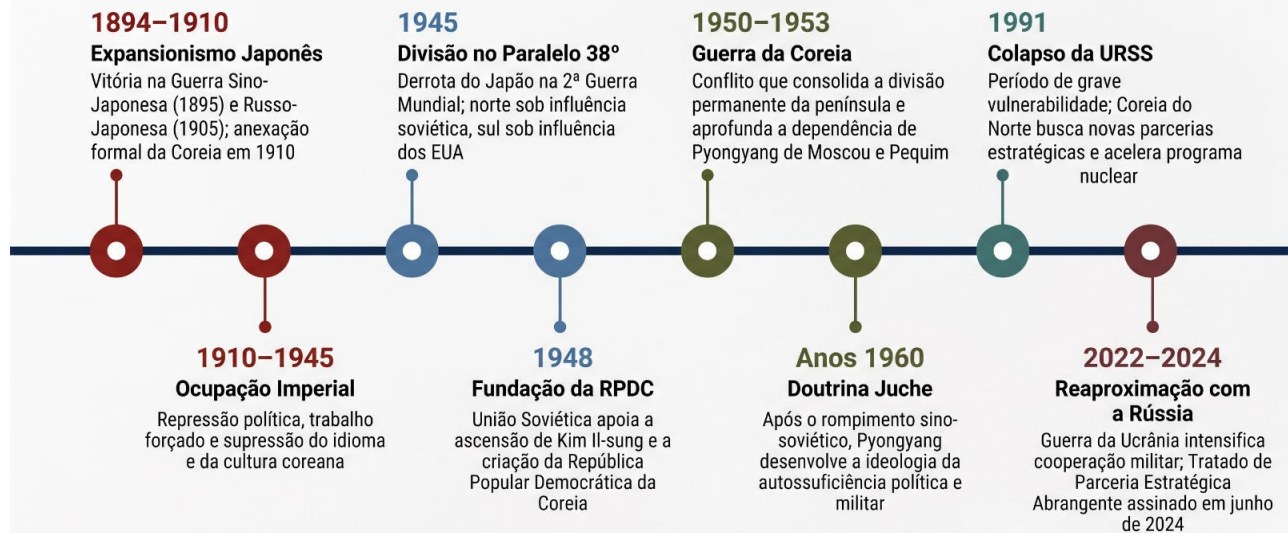 1894–1910
Expansionismo Japonês
Vitória na Guerra Sino-
Japonesa (1895) e Russo-
Japonesa (1905); anexação
formal da Coreia em 1910
1945
Divisão no Paralelo 38º
Derrota do Japão na 2ª Guerra
Mundial; norte sob influência
soviética, sul sob influência
dos EUA
1950–1953
Guerra da Coreia
Conflito que consolida a divisão
permanente da península e
aprofunda a dependência de
Pyongyang de Moscou e Pequim
1991
Colapso da URSS
Período de grave
vulnerabilidade; Coreia do
Norte busca novas parcerias
estratégicas e acelera programa
nuclear
1910–1945
Ocupação Imperial
Repressão política, trabalho
forçado e supressão do idioma
e da cultura coreana
1948
Fundação da RPDC
União Soviética apoia a
ascensão de Kim Il-sung e a
criação da República
Popular Democrática da
Coreia
Anos 1960
Doutrina Juche
Após o rompimento sino-
soviético, Pyongyang
desenvolve a ideologia da
autossuficiência política e
militar
2022–2024
Reaproximação com
a Rússia
Guerra da Ucrânia intensifica
cooperação militar; Tratado de
Parceria Estratégica
Abrangente assinado em junho
de 2024